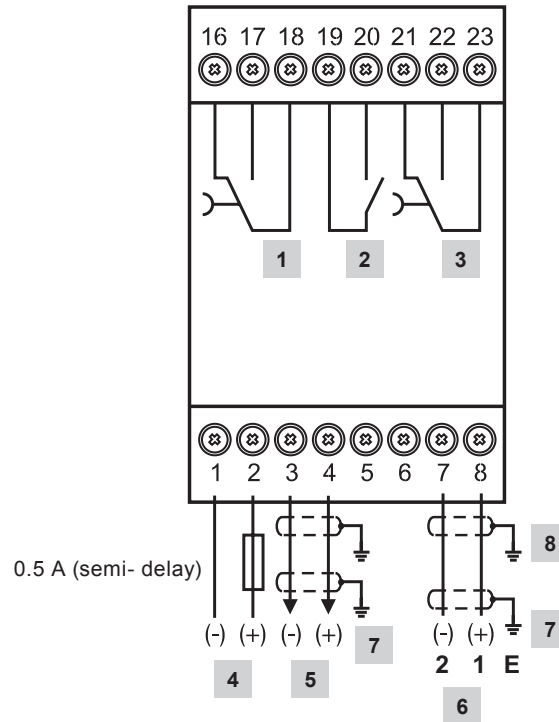 16 17 18 19 20 21 22 23
1 2 3
1 2 3 4 5 6 7 8
8
0.5 A (semi- delay)
7 7
(-) (+) (-) (+) (-) (+)
4 5 2 1 E
6